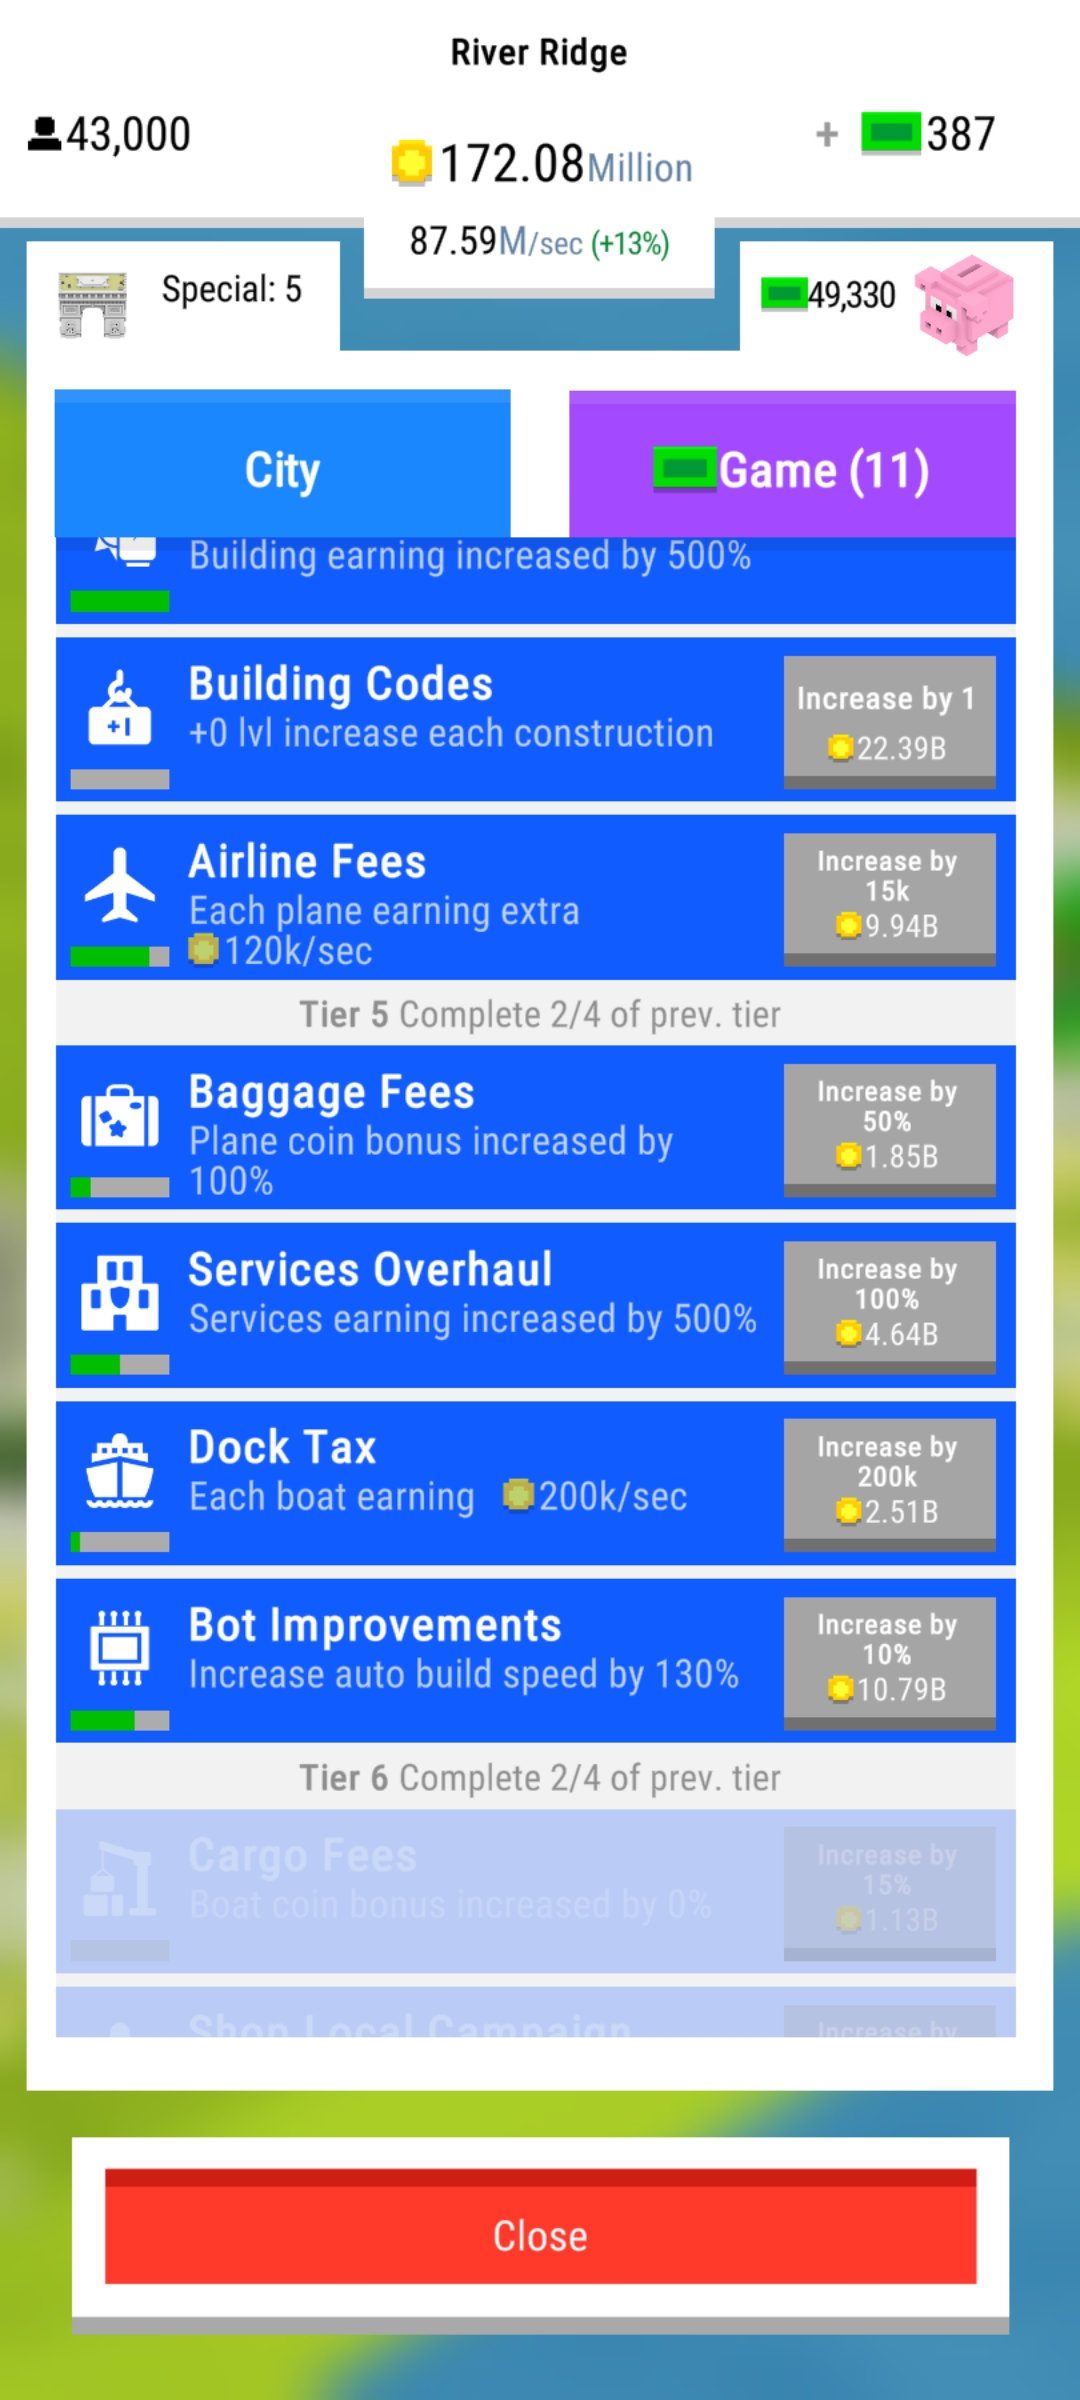 River Ridge
43,000
172.08Million
+ 387
87.59M/sec (+13%)
Special: 5
49,330
City
Game (11)
Building earning increased by 500%
Building Codes
+0 lvl increase each construction
Increase by 1
22.39B
+1
Airline Fees
Each plane earning extra
120k/sec
Increase by
15k
9.94B
Tier 5 Complete 2/4 of prev. tier
Baggage Fees
Plane coin bonus increased by
100%
Increase by
50%
1.85B
Services Overhaul
Services earning increased by 500%
Increase by
100%
4.64B
Dock Tax
Each boat earning 200k/sec
Increase by
200k
2.51B
Bot Improvements
Increase auto build speed by 130%
Increase by
10%
10.79B
Tier 6 Complete 2/4 of prev. tier
Cargo Fees
Boat coin bonus increased by 0%
Increase by
15%
1.13B
Shop Local Campaign
Increase by
Close